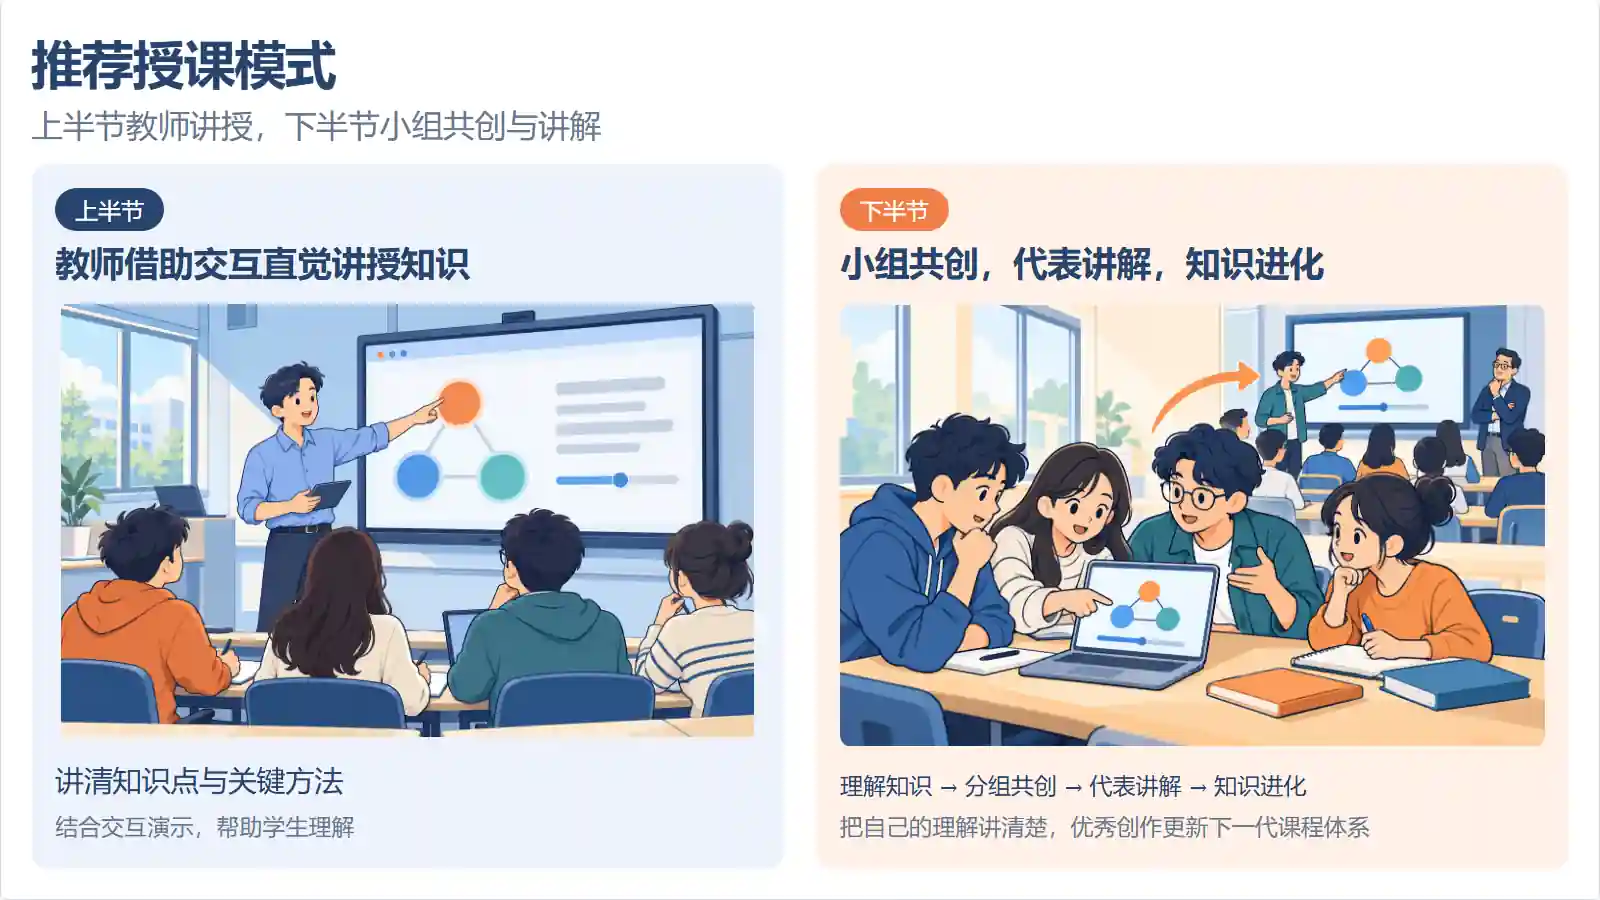 推荐授课模式
上半节教师讲授，下半节小组共创与讲解
上半节
教师借助交互直觉讲授知识
讲清知识点与关键方法
结合交互演示，帮助学生理解
下半节
小组共创，代表讲解，知识进化
理解知识 → 分组共创 → 代表讲解 → 知识进化
把自己的理解讲清楚，优秀创作更新下一代课程体系